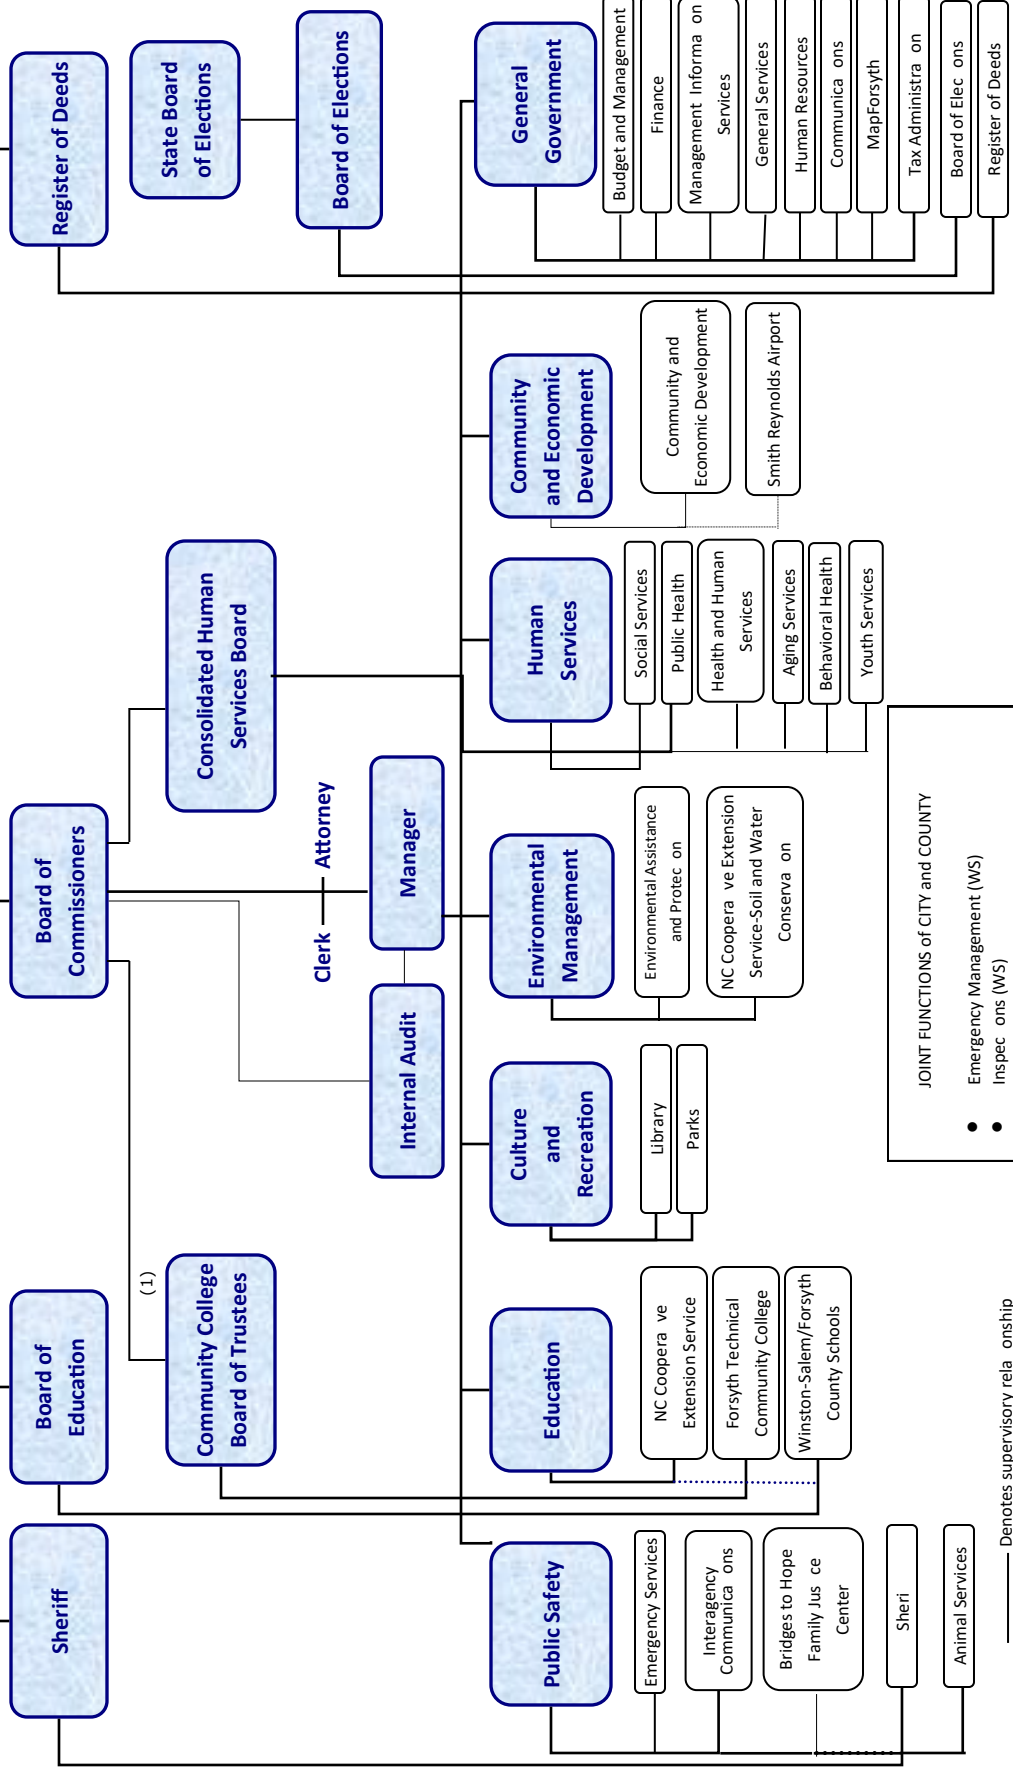 Sheriff
Board of
Education
Board of
Commissioners
Register of Deeds
State Board
of Elections
(1)
Community College
Board of Trustees
Consolidated Human
Services Board
Board of Elections
Clerk
Attorney
Internal Audit
Manager
Public Safety
Education
Culture
and
Recreation
Environmental
Management
Human
Services
Community
and Economic
Development
General
Government
Emergency Services
Interagency
Communica ons
Bridges to Hope
Family Jus ce
Center
Sheri
Animal Services
NC Coopera ve
Extension Service
Forsyth Technical
Community College
Winston-Salem/Forsyth
County Schools
Library
Parks
Environmental Assistance
and Protec on
NC Coopera ve Extension
Service-Soil and Water
Conserva on
Social Services
Public Health
Health and Human
Services
Aging Services
Behavioral Health
Youth Services
Community and
Economic Development
Smith Reynolds Airport
Budget and Management
Finance
Management Informa on
Services
General Services
Human Resources
Communica ons
MapForsyth
Tax Administra on
Board of Elec ons
Register of Deeds
JOINT FUNCTIONS of CITY and COUNTY
● Emergency Management (WS)
● Inspec ons (WS)
Denotes supervisory rela onship